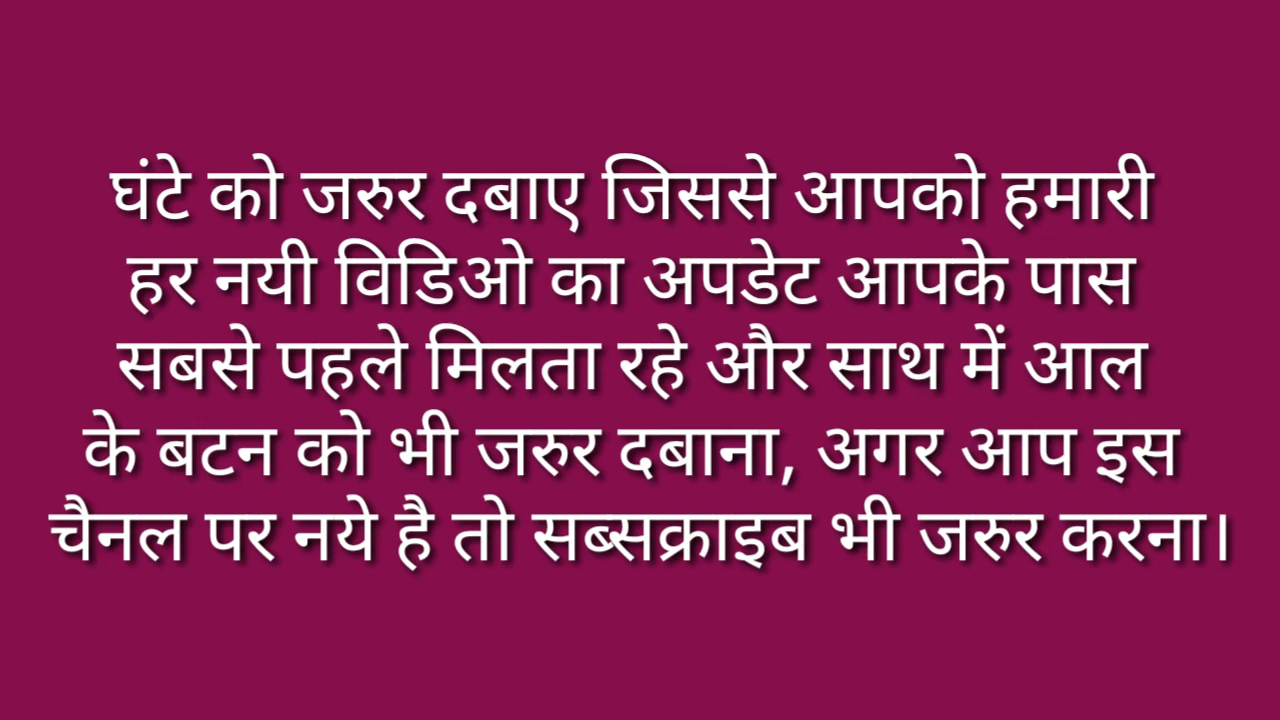 घंटे को जरुर दबाए जिससे आपको हमारी
हर नयी विडिओ का अपडेट आपके पास
सबसे पहले मिलता रहे और साथ में आल
के बटन को भी जरुर दबाना, अगर आप इस
चैनल पर नये है तो सब्सक्राइब भी जरुर करना।